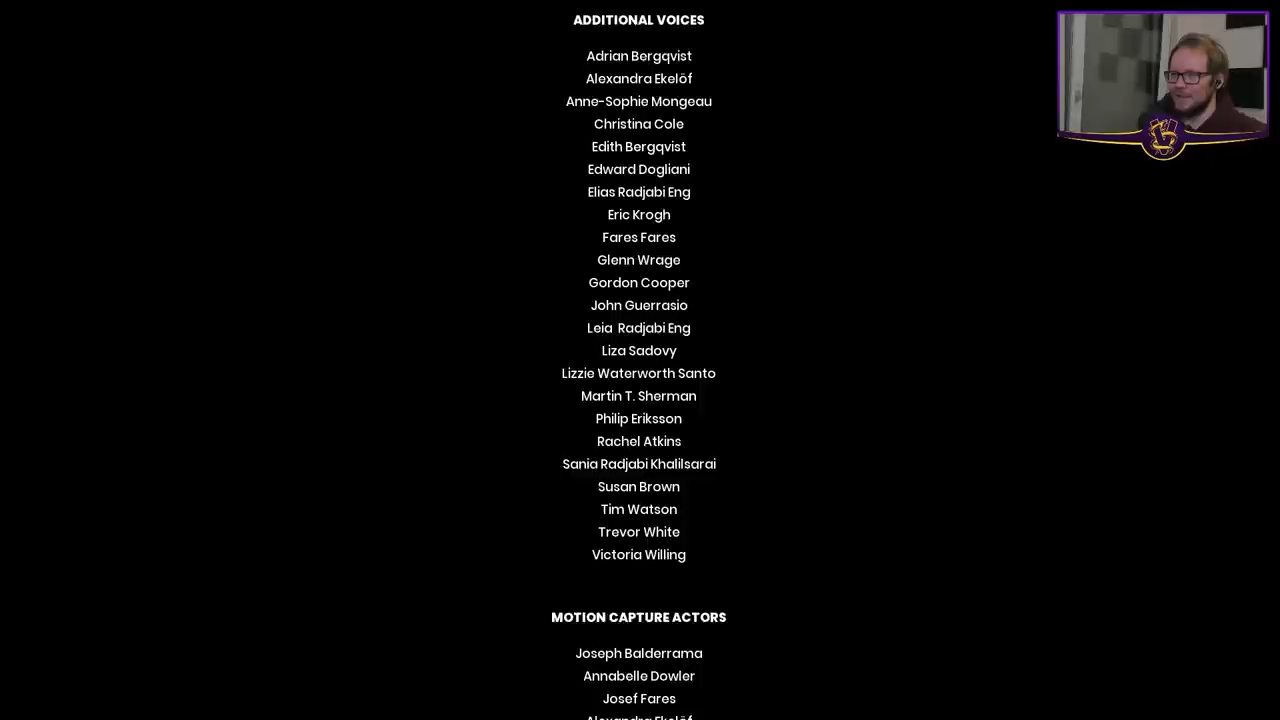 ADDITIONAL VOICES
Adrian Bergqvist
Alexandra Ekelöf
Anne-Sophie Mongeau
Christina Cole
Edith Bergqvist
Edward Dogliani
Elias Radjabi Eng
Eric Krogh
Fares Fares
Glenn Wrage
Gordon Cooper
John Guerrasio
Leia Radjabi Eng
Liza Sadovy
Lizzie Waterworth Santo
Martin T. Sherman
Philip Eriksson
Rachel Atkins
Sania Radjabi Khalilsarai
Susan Brown
Tim Watson
Trevor White
Victoria Willing
MOTION CAPTURE ACTORS
Joseph Balderrama
Annabelle Dowler
Josef Fares
Alexandra Ekelöf